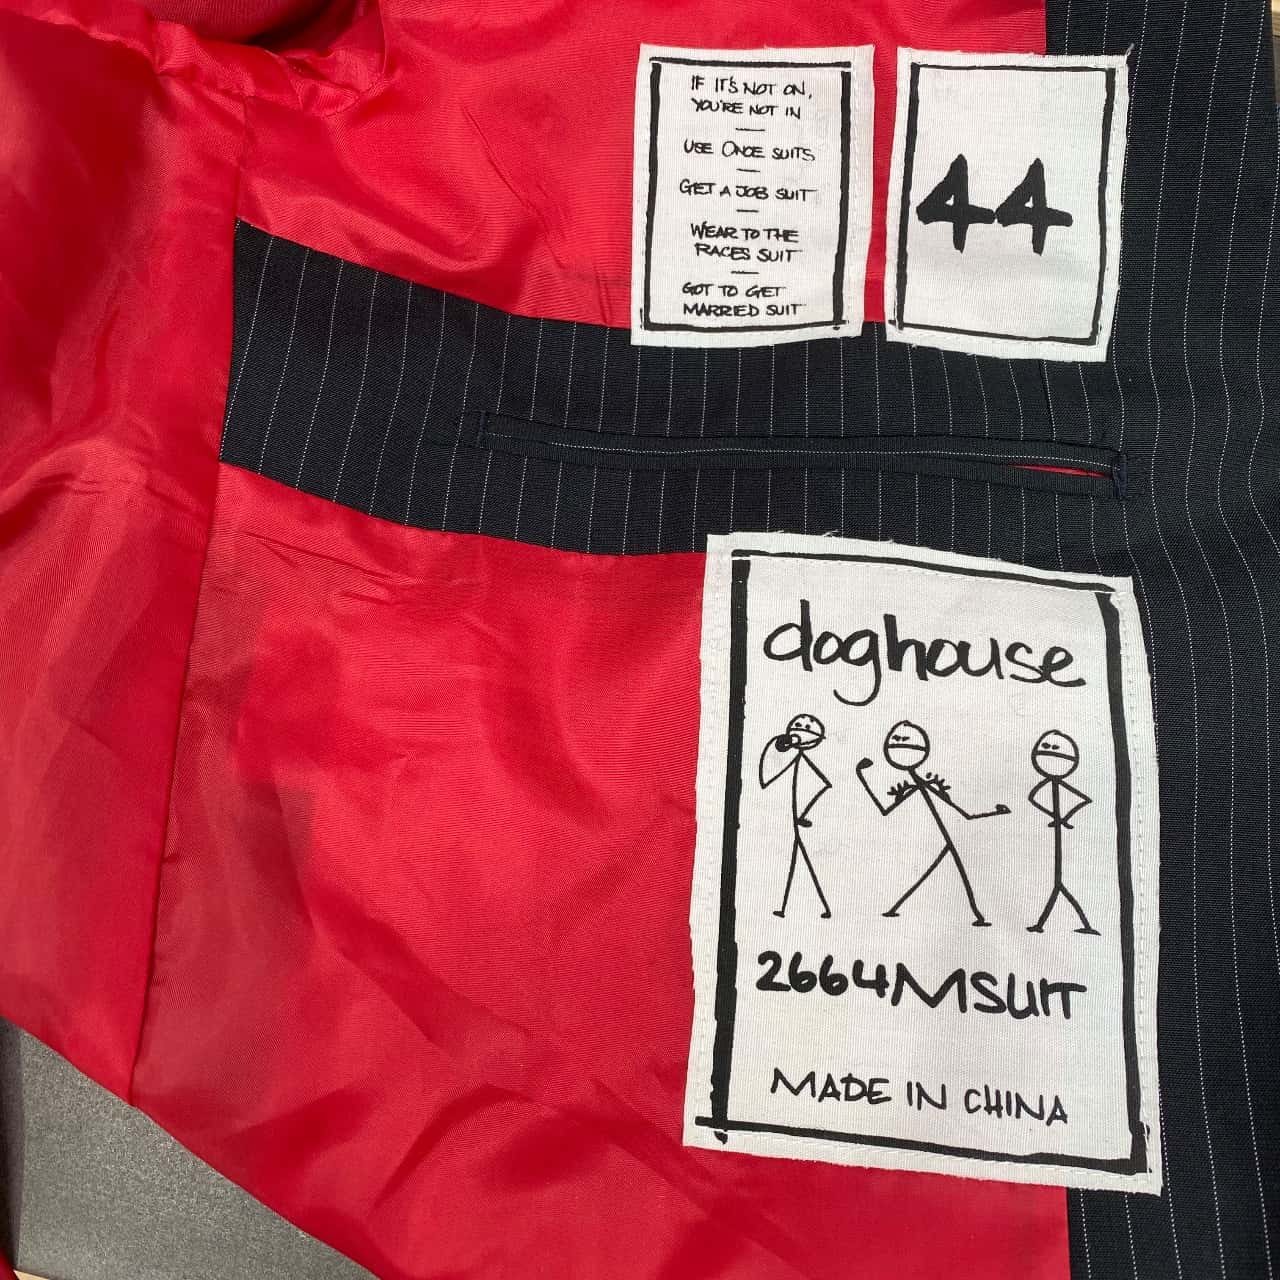 IF IT'S NOT ON,
YOU'RE NOT IN
USE ONCE SUITS
GET A JOB SUIT
WEAR TO THE
RACES SUIT
GOT TO GET
MARRIED SUIT
44
doghouse
2664MSUIT
MADE IN CHINA